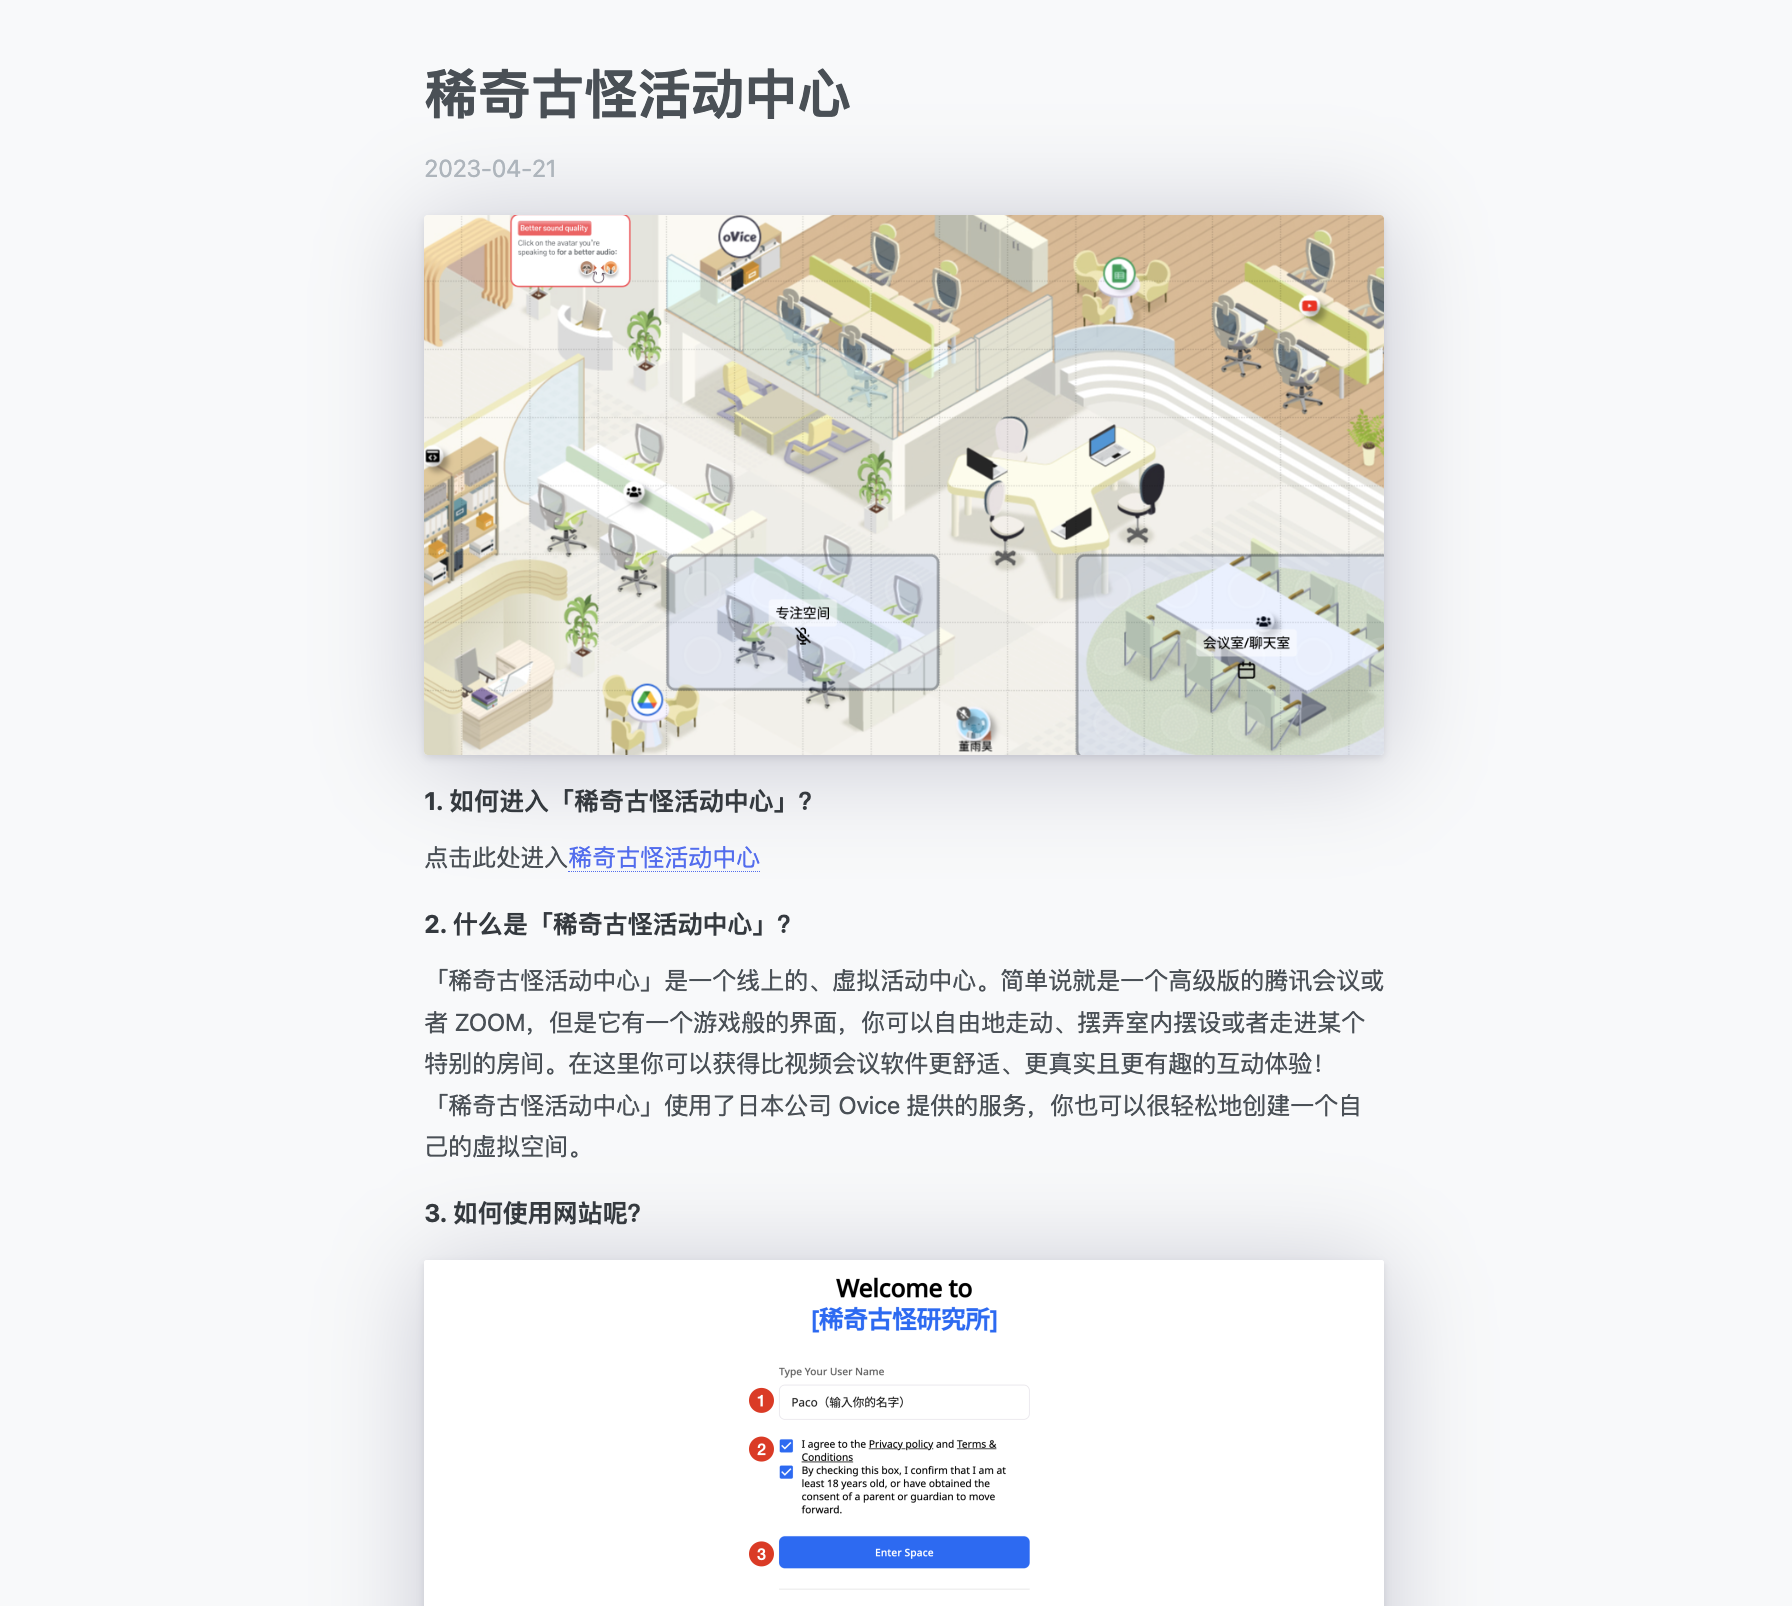 稀奇古怪活动中心
2023-04-21
Better sound quality
Click on the avatar you're
speaking to for a better audio:
oVice
专注空间
会议室/聊天室
董雨昊
1. 如何进入「稀奇古怪活动中心」?
点击此处进入稀奇古怪活动中心
2. 什么是「稀奇古怪活动中心」?
「稀奇古怪活动中心」是一个线上的、虚拟活动中心。简单说就是一个高级版的腾讯会议或
者 ZOOM，但是它有一个游戏般的界面，你可以自由地走动、摆弄室内摆设或者走进某个
特别的房间。在这里你可以获得比视频会议软件更舒适、更真实且更有趣的互动体验！
「稀奇古怪活动中心」使用了日本公司 Ovice 提供的服务，你也可以很轻松地创建一个自
己的虚拟空间。
3. 如何使用网站呢?
Welcome to
[稀奇古怪研究所]
Type Your User Name
1 Paco（输入你的名字）
2 I agree to the Privacy policy and Terms &
Conditions
By checking this box, I confirm that I am at
least 18 years old, or have obtained the
consent of a parent or guardian to move
forward.
3 Enter Space